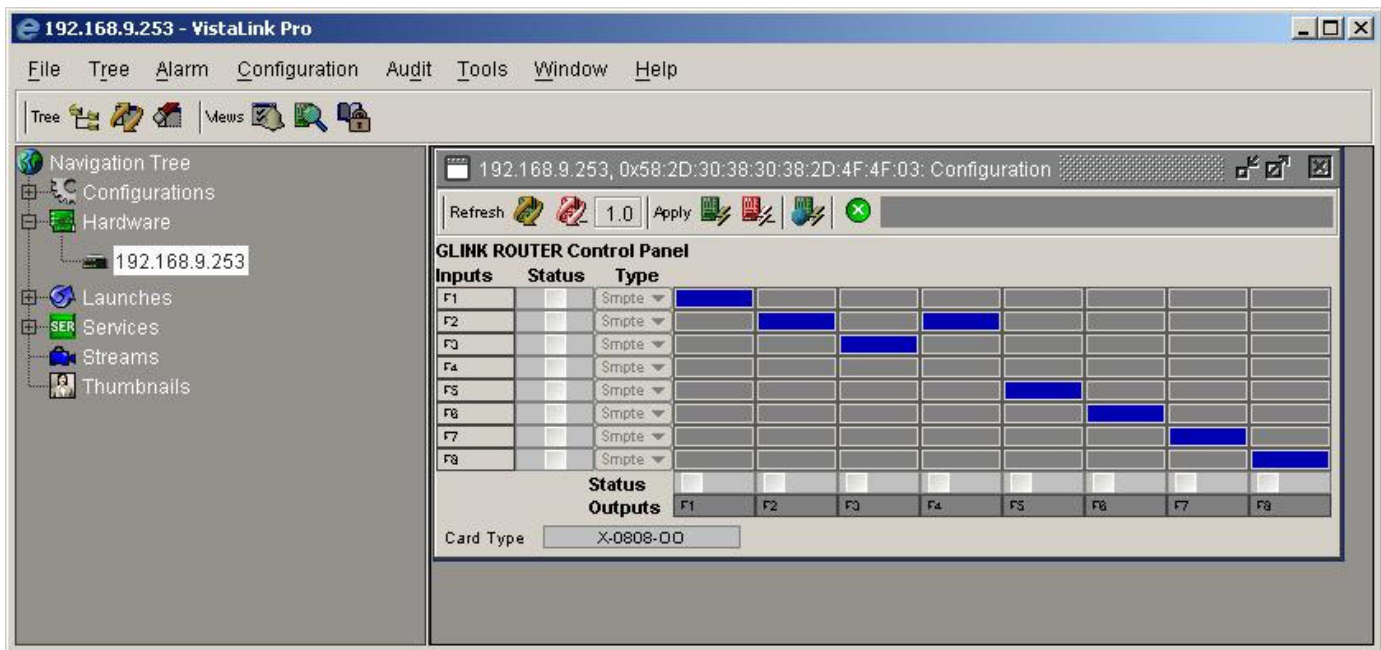 192.168.9.253 - VistaLink Pro
File Tree Alarm Configuration Audit Tools Window Help
Tree Views
Navigation Tree
Configurations
Hardware
192.168.9.253
Launches
SER Services
Streams
Thumbnails
192.168.9.253, 0x58:2D:30:38:30:38:2D:4F:4F:03: Configuration
Refresh 1.0 Apply
GLINK ROUTER Control Panel
Inputs Status Type
F1 Smpte
F2 Smpte
F3 Smpte
F4 Smpte
F5 Smpte
F6 Smpte
F7 Smpte
F8 Smpte
Status
Outputs F1 F2 F3 F4 F5 F6 F7 F8
Card Type X-0808-OO